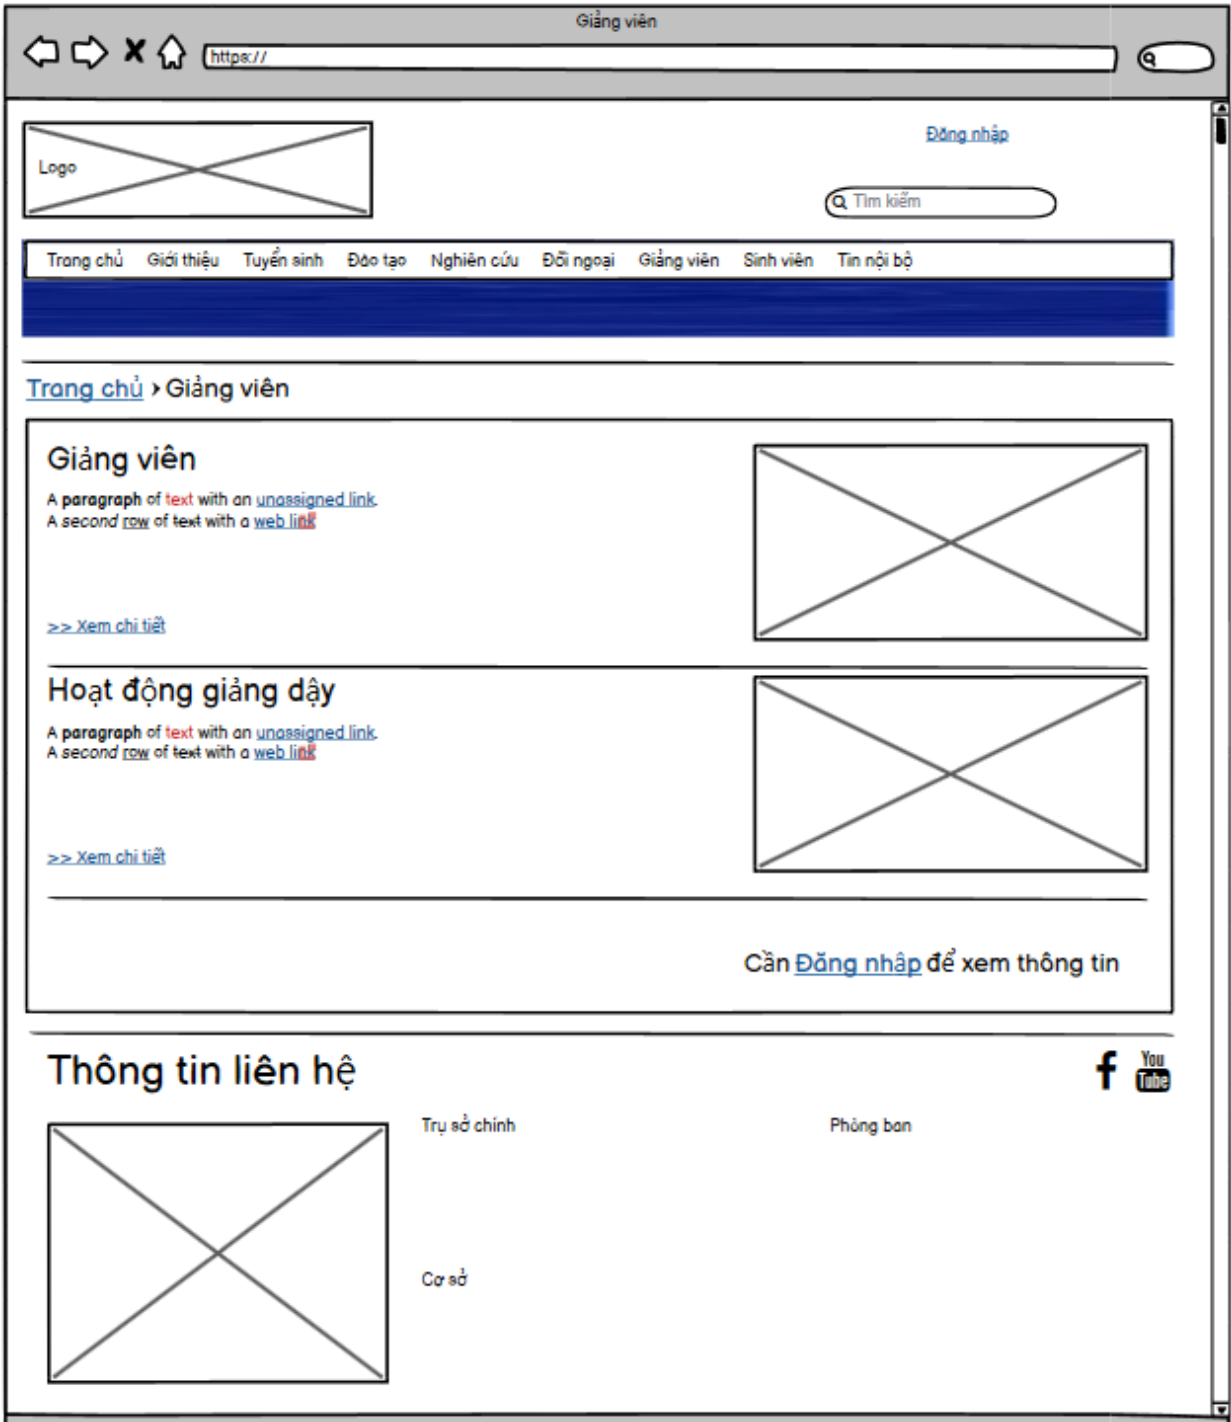 Giảng viên
https://
Đăng nhập
Logo
Tìm kiếm
Trang chủ Giới thiệu Tuyển sinh Đào tạo Nghiên cứu Đối ngoại Giảng viên Sinh viên Tin nội bộ
Trang chủ › Giảng viên
Giảng viên
A paragraph of text with an unassigned link.
A second row of text with a web link
>> Xem chi tiết
Hoạt động giảng dậy
A paragraph of text with an unassigned link.
A second row of text with a web link
>> Xem chi tiết
Cần Đăng nhập để xem thông tin
Thông tin liên hệ
You
Tube
Trụ sở chính
Phòng ban
Cơ sở